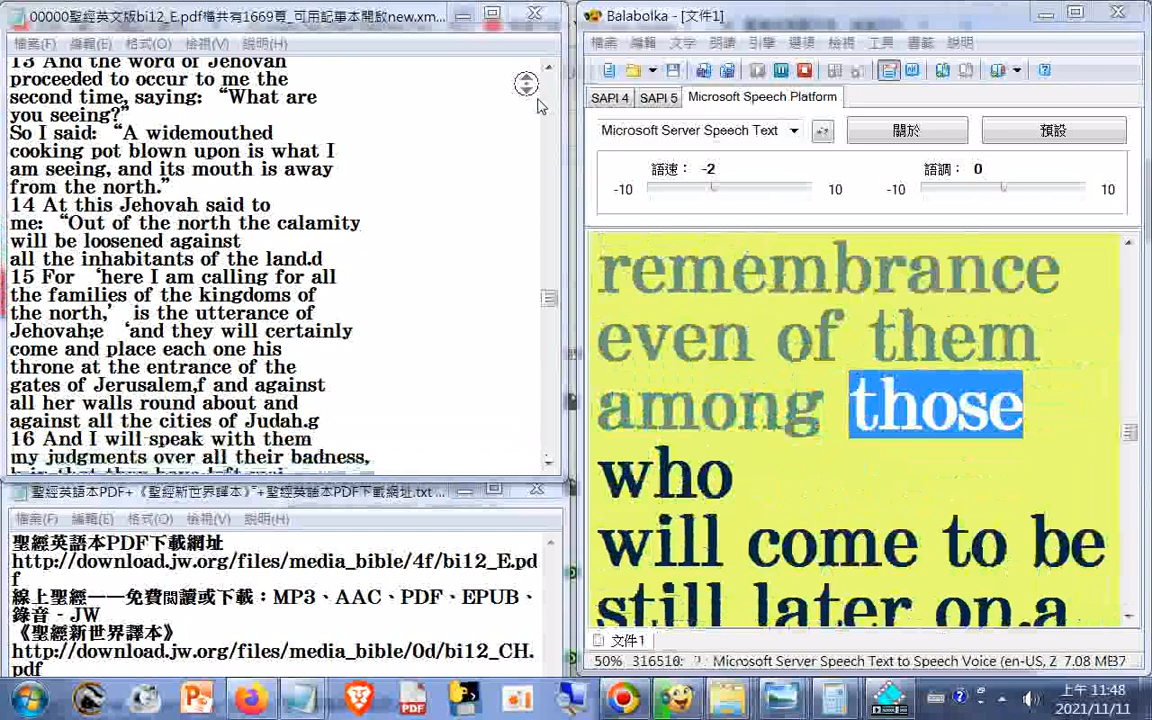 00000聖經英文版bi12_E.pdf檔共有1669頁_可用記事本開啟new.xm...
檔案(F) 編輯(E) 格式(O) 檢視(V) 說明(H)
13 And the word of Jehovah
proceeded to occur to me the
second time, saying: “What are
you seeing?”
So I said: “A widemouthed
cooking pot blown upon is what I
am seeing, and its mouth is away
from the north.”
14 At this Jehovah said to
me: “Out of the north the calamity
will be loosened against
all the inhabitants of the land.d
15 For ‘here I am calling for all
the families of the kingdoms of
the north,’ is the utterance of
Jehovah;e ‘and they will certainly
come and place each one his
throne at the entrance of the
gates of Jerusalem,f and against
all her walls round about and
against all the cities of Judah.g
16 And I will speak with them
my judgments over all their badness,
聖經英語本PDF+《聖經新世界譯本》"+聖經英語本PDF下載網址.txt ...
檔案(F) 編輯(E) 格式(O) 檢視(V) 說明(H)
聖經英語本PDF下載網址
http://download.jw.org/files/media_bible/4f/bi12_E.pd
f
線上聖經——免費閱讀或下載：MP3、AAC、PDF、EPUB、
錄音 - JW
《聖經新世界譯本》
http://download.jw.org/files/media_bible/0d/bi12_CH.
pdf
Balabolka - [文件1]
檔案 編輯 文字 朗讀 引擎 選項 檢視 工具 書籤 說明
SAPI 4 SAPI 5 Microsoft Speech Platform
Microsoft Server Speech Text 關於 預設
語速： -2 語調： 0
-10 10 -10 10
remembrance
even of them
among those
who
will come to be
still later on.a
文件1
50% 316510: ? Microsoft Server Speech Text to Speech Voice (en-US, Z 7.08 MB
上午 11:48
2021/11/11